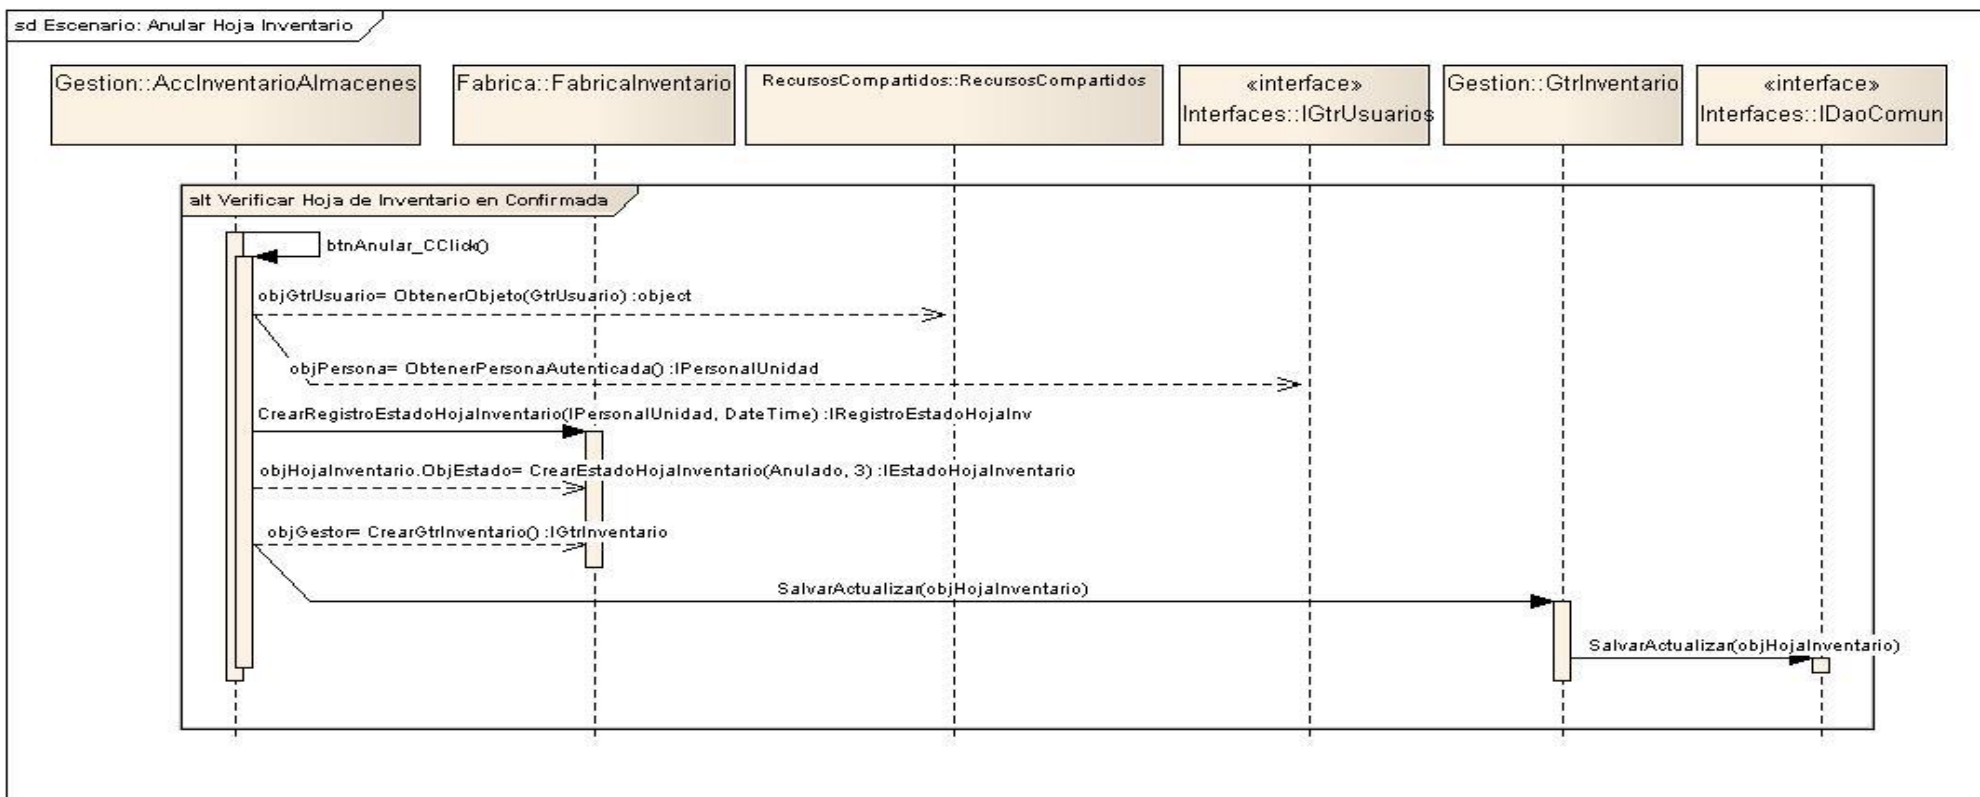 sd Escenario: Anular Hoja Inventario
Gestion::AccInventarioAlmacenes
Fabrica::FabricaInventario
RecursosCompartidos::RecursosCompartidos
«interface»
Interfaces::IGtrUsuarios
Gestion::GtrInventario
«interface»
Interfaces::IDaoComun
alt Verificar Hoja de Inventario en Confirmada
btnAnular_CClick()
objGtrUsuario= ObtenerObjeto(GtrUsuario) :object
objPersona= ObtenerPersonaAutenticada() :IPersonalUnidad
CrearRegistroEstadoHojaInventario(IPersonalUnidad, DateTime) :IRegistroEstadoHojaInv
objHojaInventario.ObjEstado= CrearEstadoHojaInventario(Anulado, 3) :IEstadoHojaInventario
objGestor= CrearGtrInventario() :IGtrInventario
SalvarActualizar(objHojaInventario)
SalvarActualizar(objHojaInventario)